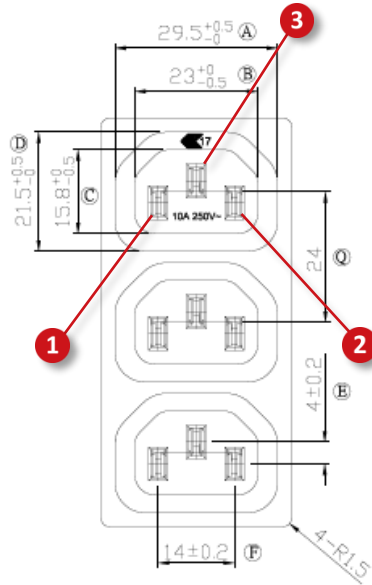 29.5+0.5 -0 Ⓐ
3
23+0 -0.5 Ⓑ
Ⓓ
21.5+0.5 -0
15.8+0 -0.5
Ⓒ
17
10A 250V~
24 Ⓠ
1
2
4±0.2 Ⓔ
14±0.2 Ⓕ
4-R1.5